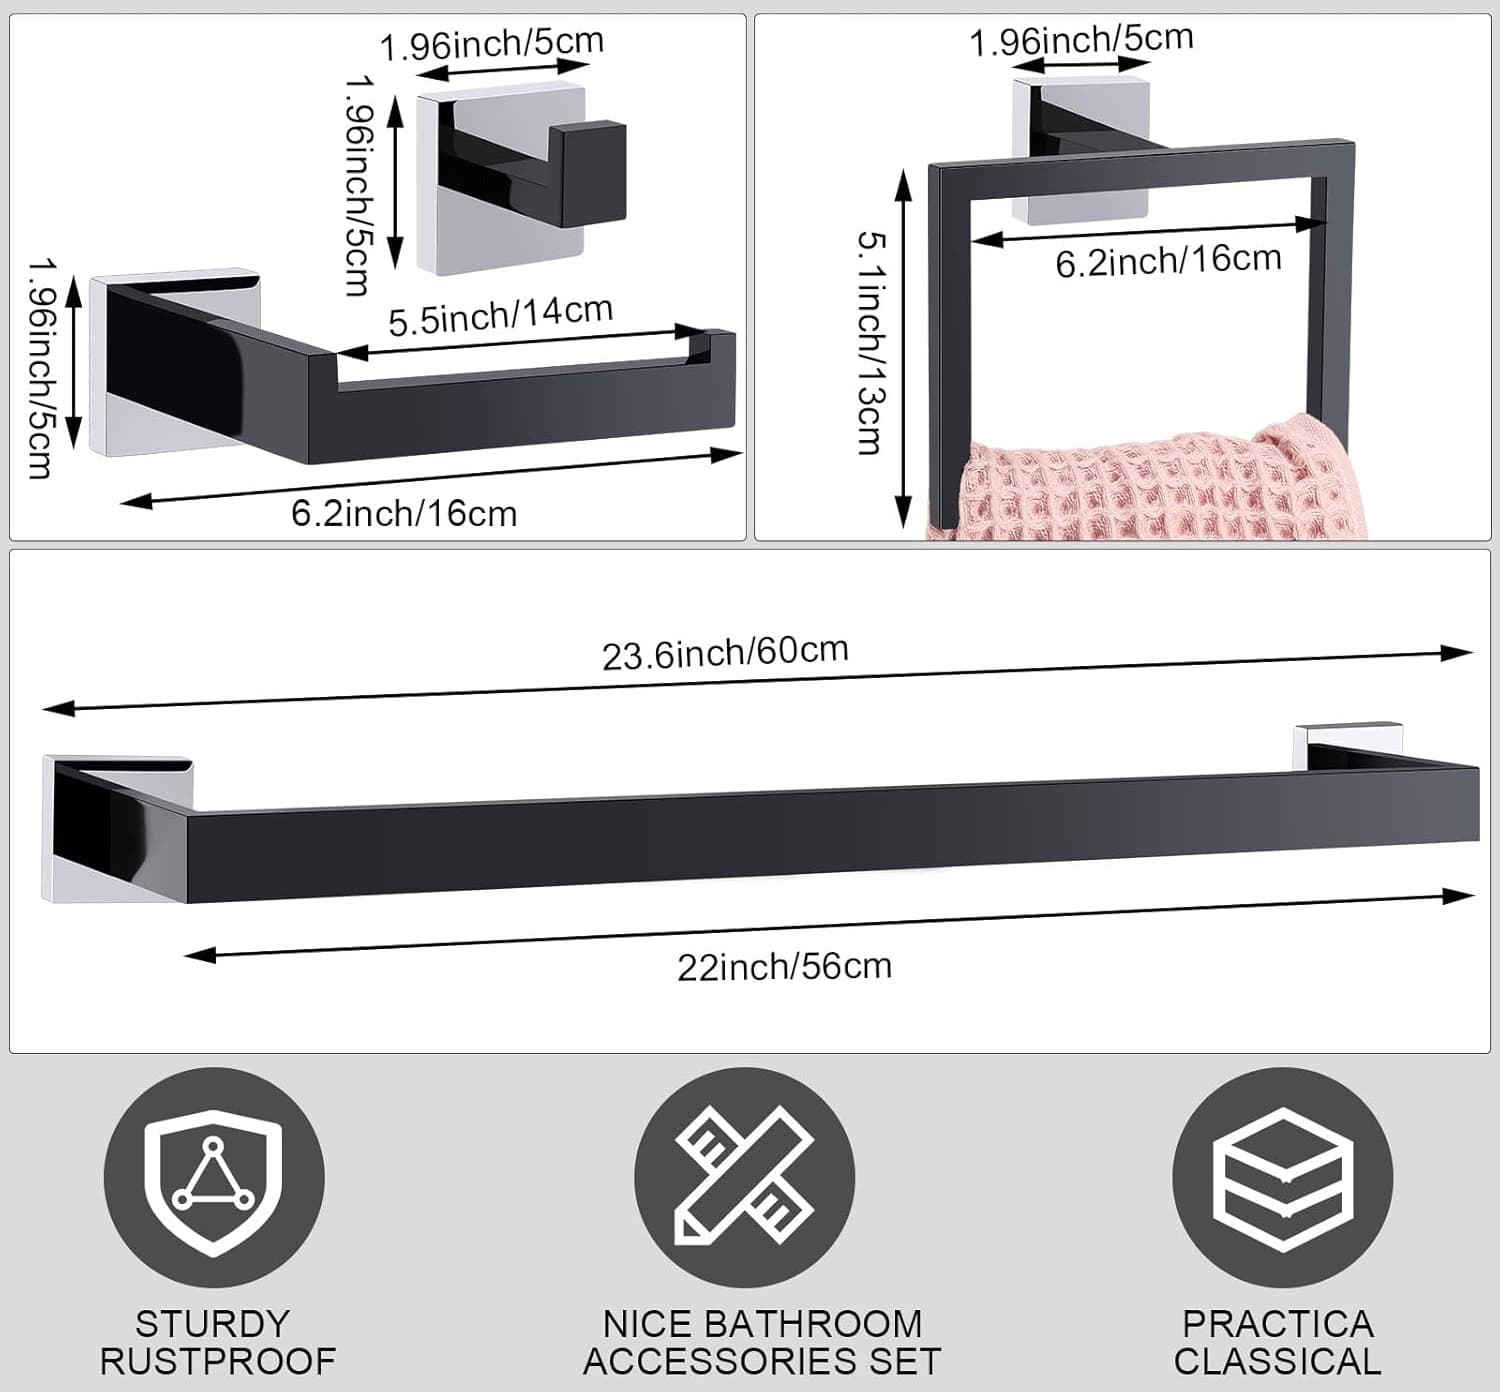 1.96inch/5cm
1.96inch/5cm
1.96inch/5cm
5.5inch/14cm
6.2inch/16cm
1.96inch/5cm
5.1inch/13cm
6.2inch/16cm
23.6inch/60cm
22inch/56cm
STURDY
RUSTPROOF
NICE BATHROOM
ACCESSORIES SET
PRACTICA
CLASSICAL